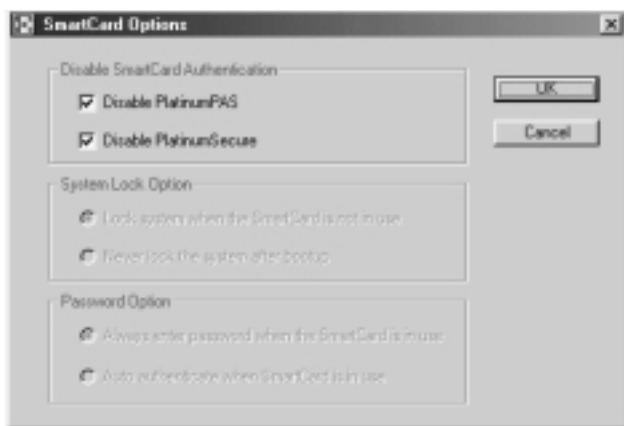 SmartCard Options
Disable SmartCard Authentication
Disable PlatinumPAS
Disable PlatinumSecure
OK
Cancel
System Lock Option
Lock system when the SmartCard is not in use
Never lock the system after bootup
Password Option
Always enter password when the SmartCard is in use
Auto authenticate when SmartCard is in use